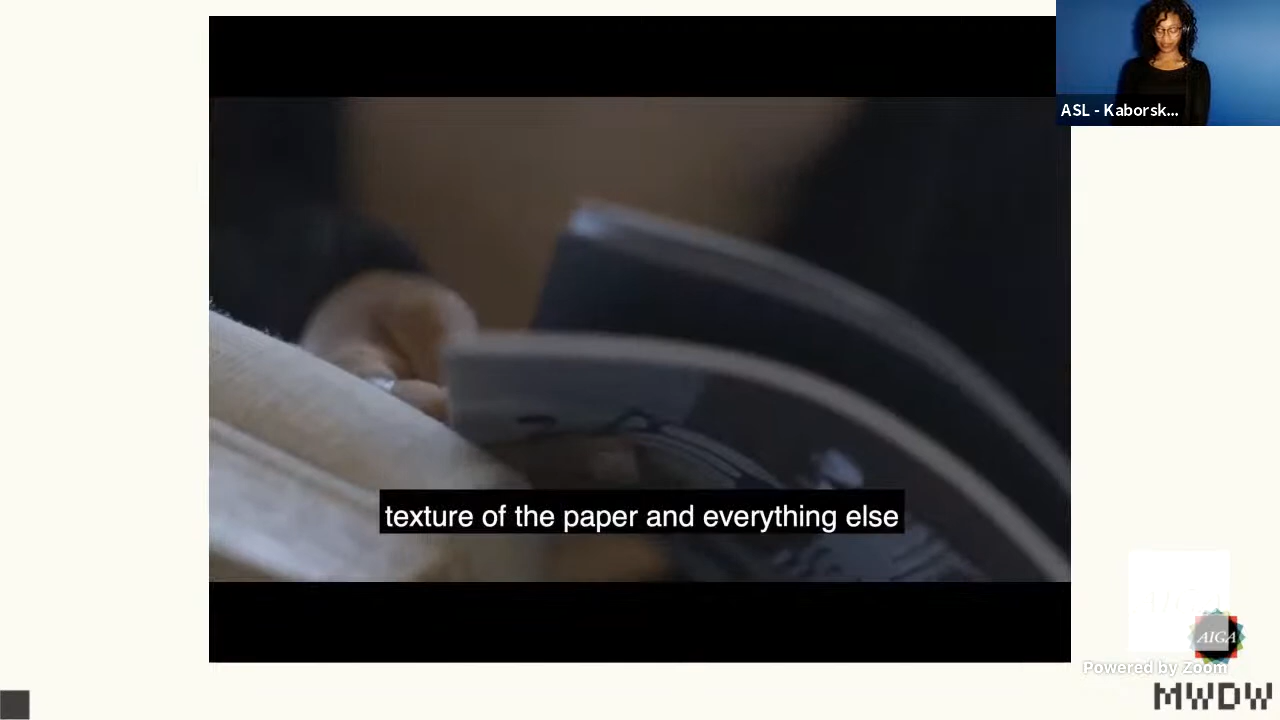 ASL - Kaborsk...
texture of the paper and everything else
AIGA
Powered by Zoom
MWDW